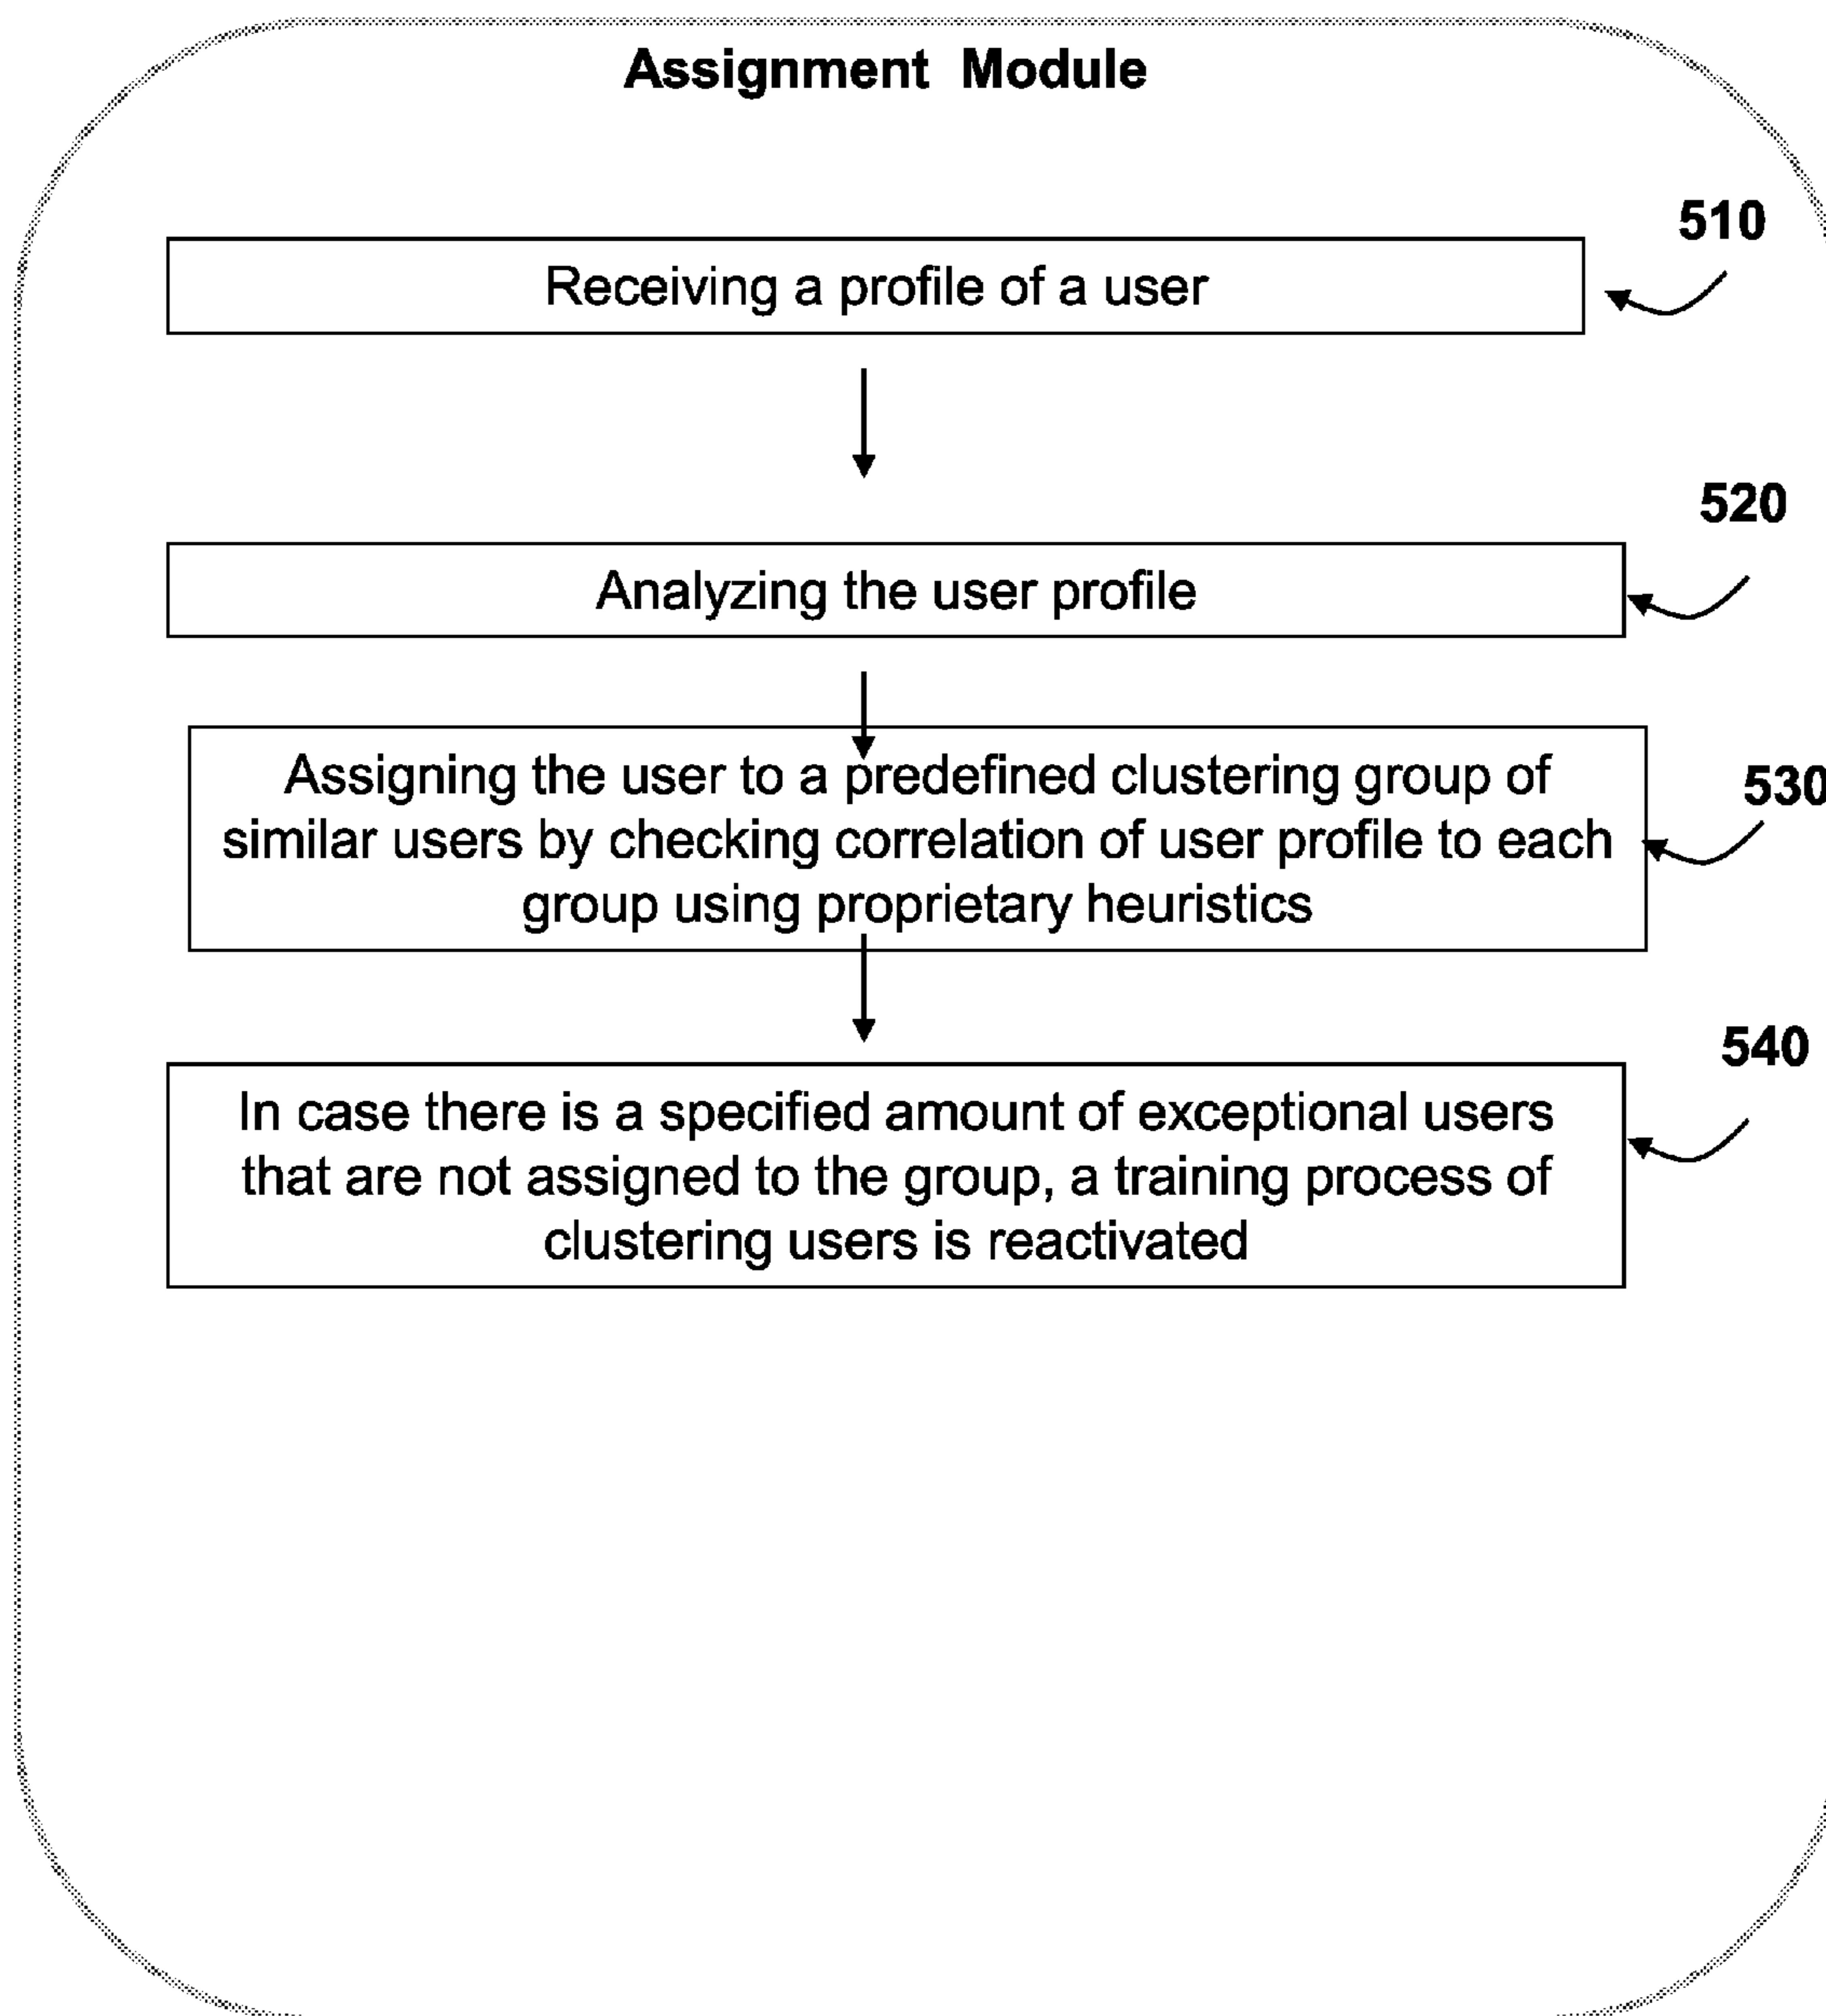 Assignment Module
510
Receiving a profile of a user
520
Analyzing the user profile
530
Assigning the user to a predefined clustering group of
similar users by checking correlation of user profile to each
group using proprietary heuristics
540
In case there is a specified amount of exceptional users
that are not assigned to the group, a training process of
clustering users is reactivated